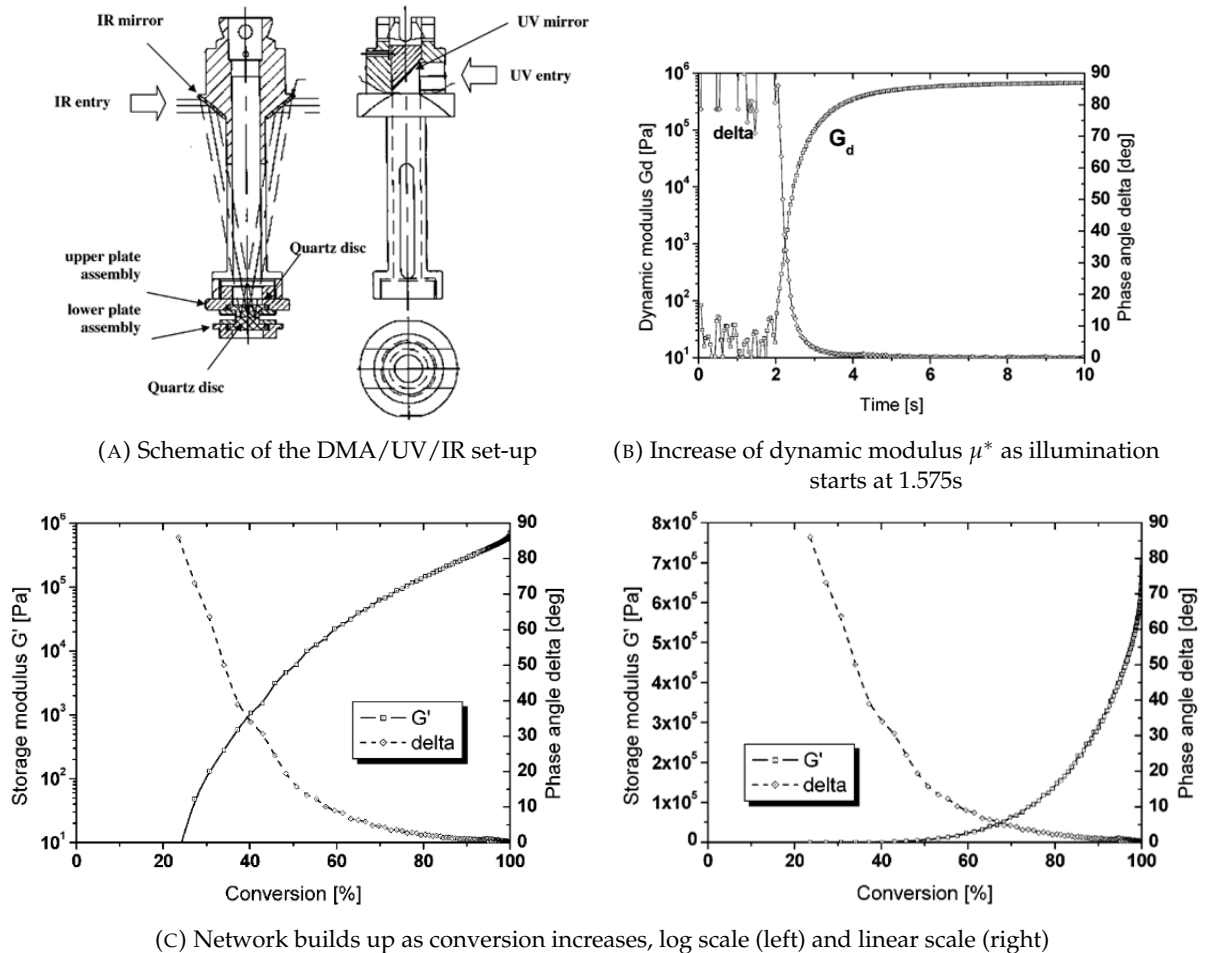 IR mirror
IR entry
UV mirror
UV entry
Quartz disc
upper plate
assembly
lower plate
assembly
Quartz disc
(A) Schematic of the DMA/UV/IR set-up
Dynamic modulus Gd [Pa]
10^6
10^5
10^4
10^3
10^2
10^1
delta
G_d
90
80
70
60
50
40
30
20
10
0
Phase angle delta [deg]
0 2 4 6 8 10
Time [s]
(B) Increase of dynamic modulus μ* as illumination
starts at 1.575s
Storage modulus G' [Pa]
10^6
10^5
10^4
10^3
10^2
10^1
G'
delta
90
80
70
60
50
40
30
20
10
0
Phase angle delta [deg]
0 20 40 60 80 100
Conversion [%]
Storage modulus G' [Pa]
8x10^5
7x10^5
6x10^5
5x10^5
4x10^5
3x10^5
2x10^5
1x10^5
0
G'
delta
90
80
70
60
50
40
30
20
10
0
Phase angle delta [deg]
0 20 40 60 80 100
Conversion [%]
(C) Network builds up as conversion increases, log scale (left) and linear scale (right)